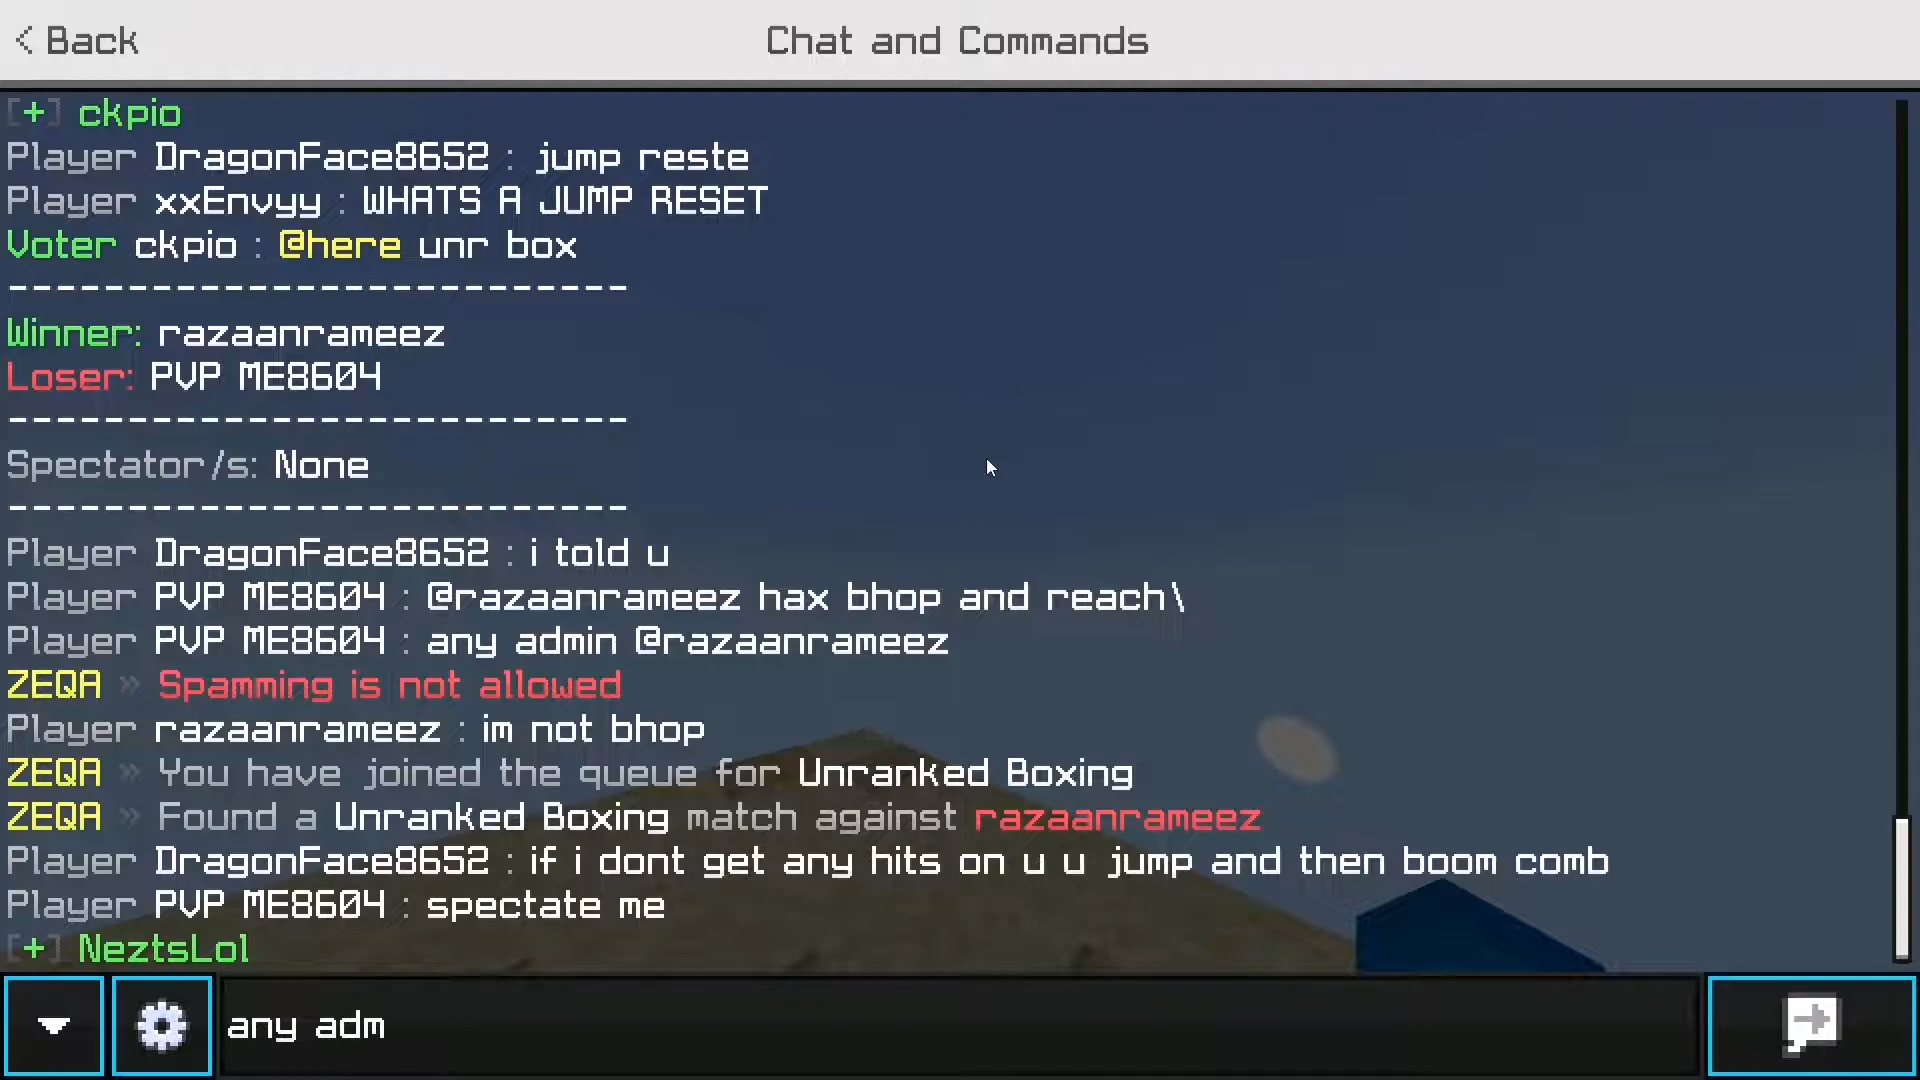 < Back
Chat and Commands
[+] ckpio
Player DragonFace8652 : jump reste
Player xxEnvyy : WHATS A JUMP RESET
Voter ckpio : @here unr box
--------------------------
Winner: razaanrameez
Loser: PVP ME8604
--------------------------
Spectator/s: None
--------------------------
Player DragonFace8652 : i told u
Player PVP ME8604 : @razaanrameez hax bhop and reach\
Player PVP ME8604 : any admin @razaanrameez
ZEQA » Spamming is not allowed
Player razaanrameez : im not bhop
ZEQA » You have joined the queue for Unranked Boxing
ZEQA » Found a Unranked Boxing match against razaanrameez
Player DragonFace8652 : if i dont get any hits on u u jump and then boom comb
Player PVP ME8604 : spectate me
[+] NeztsLol
any adm